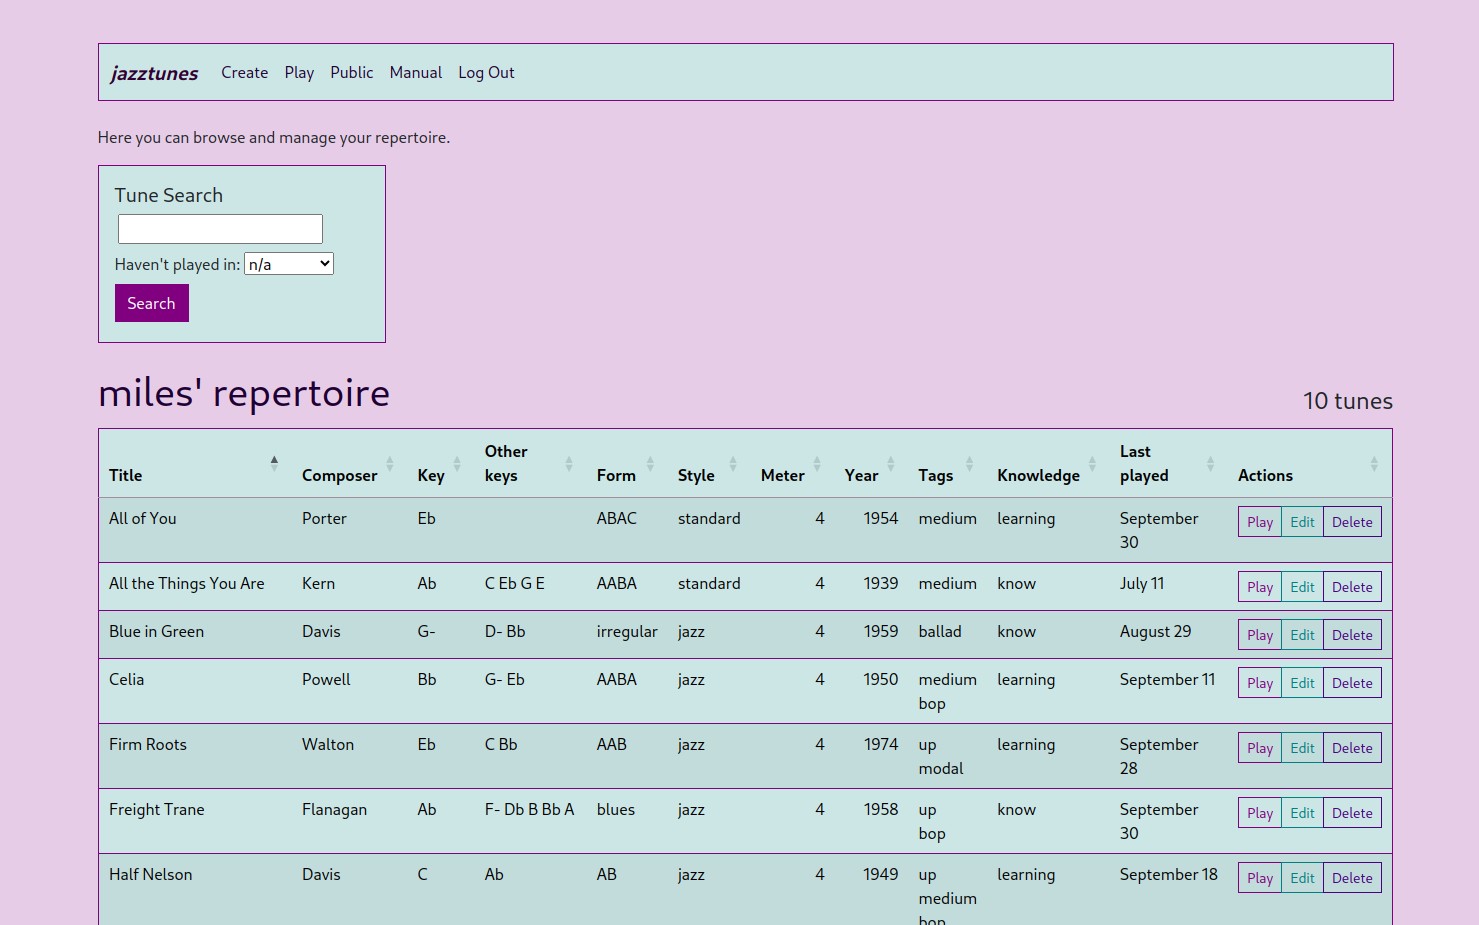 jazztunes Create Play Public Manual Log Out
Here you can browse and manage your repertoire.
Tune Search
Haven't played in: n/a
Search
miles' repertoire
10 tunes
Title Composer Key Other keys Form Style Meter Year Tags Knowledge Last played Actions
All of You Porter Eb ABAC standard 4 1954 medium learning September 30 Play Edit Delete
All the Things You Are Kern Ab C Eb G E AABA standard 4 1939 medium know July 11 Play Edit Delete
Blue in Green Davis G- D- Bb irregular jazz 4 1959 ballad know August 29 Play Edit Delete
Celia Powell Bb G- Eb AABA jazz 4 1950 medium bop learning September 11 Play Edit Delete
Firm Roots Walton Eb C Bb AAB jazz 4 1974 up modal learning September 28 Play Edit Delete
Freight Trane Flanagan Ab F- Db B Bb A blues jazz 4 1958 up bop know September 30 Play Edit Delete
Half Nelson Davis C Ab AB jazz 4 1949 up medium bop learning September 18 Play Edit Delete